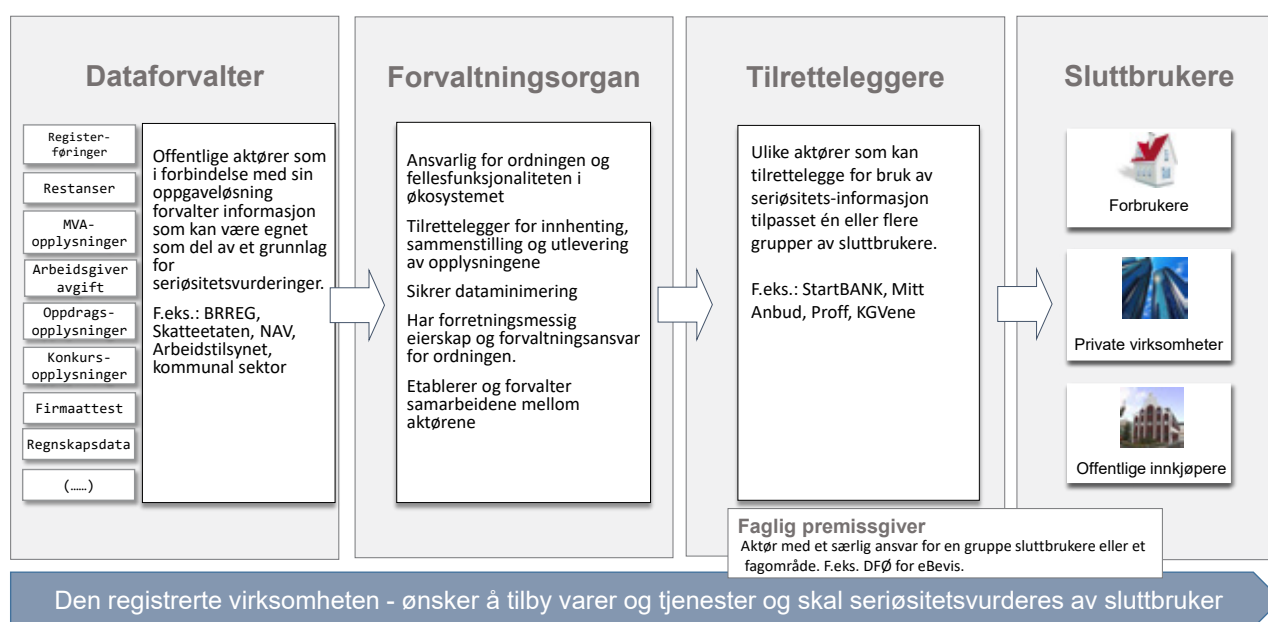 Dataforvalter
Register-
føringer
Restanser
MVA-
opplysninger
Arbeidsgiver
avgift
Oppdrags-
opplysninger
Konkurs-
opplysninger
Firmaattest
Regnskapsdata
(……)
Offentlige aktører som
i forbindelse med sin
oppgaveløsning
forvalter informasjon
som kan være egnet
som del av et grunnlag
for
seriøsitetsvurderinger.
F.eks.: BRREG,
Skatteetaten, NAV,
Arbeidstilsynet,
kommunal sektor
Forvaltningsorgan
Ansvarlig for ordningen og
fellesfunksjonaliteten i
økosystemet
Tilrettelegger for innhenting,
sammenstilling og utlevering
av opplysningene
Sikrer dataminimering
Har forretningsmessig
eierskap og forvaltningsansvar
for ordningen.
Etablerer og forvalter
samarbeidene mellom
aktørene
Tilretteleggere
Ulike aktører som kan
tilrettelegge for bruk av
seriøsitets-informasjon
tilpasset én eller flere
grupper av sluttbrukere.
F.eks.: StartBANK, Mitt
Anbud, Proff, KGVene
Sluttbrukere
Forbrukere
Private virksomheter
Offentlige innkjøpere
Faglig premissgiver
Aktør med et særlig ansvar for en gruppe sluttbrukere eller et
fagområde. F.eks. DFØ for eBevis.
Den registrerte virksomheten - ønsker å tilby varer og tjenester og skal seriøsitetsvurderes av sluttbruker